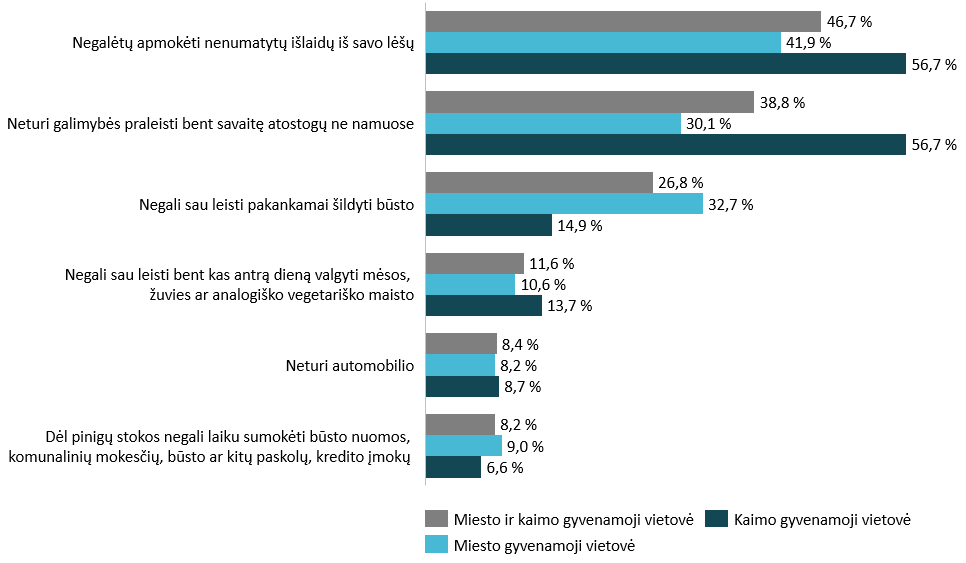 46,7 %
Negalėtų apmokėti nenumatytų išlaidų iš savo lėšų
41,9 %
56,7 %
38,8 %
Neturi galimybės praleisti bent savaitę atostogų ne namuose
30,1 %
56,7 %
26,8 %
Negali sau leisti pakankamai šildyti būsto
32,7 %
14,9 %
11,6 %
Negali sau leisti bent kas antrą dieną valgyti mėsos,
žuvies ar analogiško vegetariško maisto
10,6 %
13,7 %
8,4 %
Neturi automobilio
8,2 %
8,7 %
8,2 %
Dėl pinigų stokos negali laiku sumokėti būsto nuomos,
komunalinių mokesčių, būsto ar kitų paskolų, kredito įmokų
9,0 %
6,6 %
Miesto ir kaimo gyvenamoji vietovė
Kaimo gyvenamoji vietovė
Miesto gyvenamoji vietovė